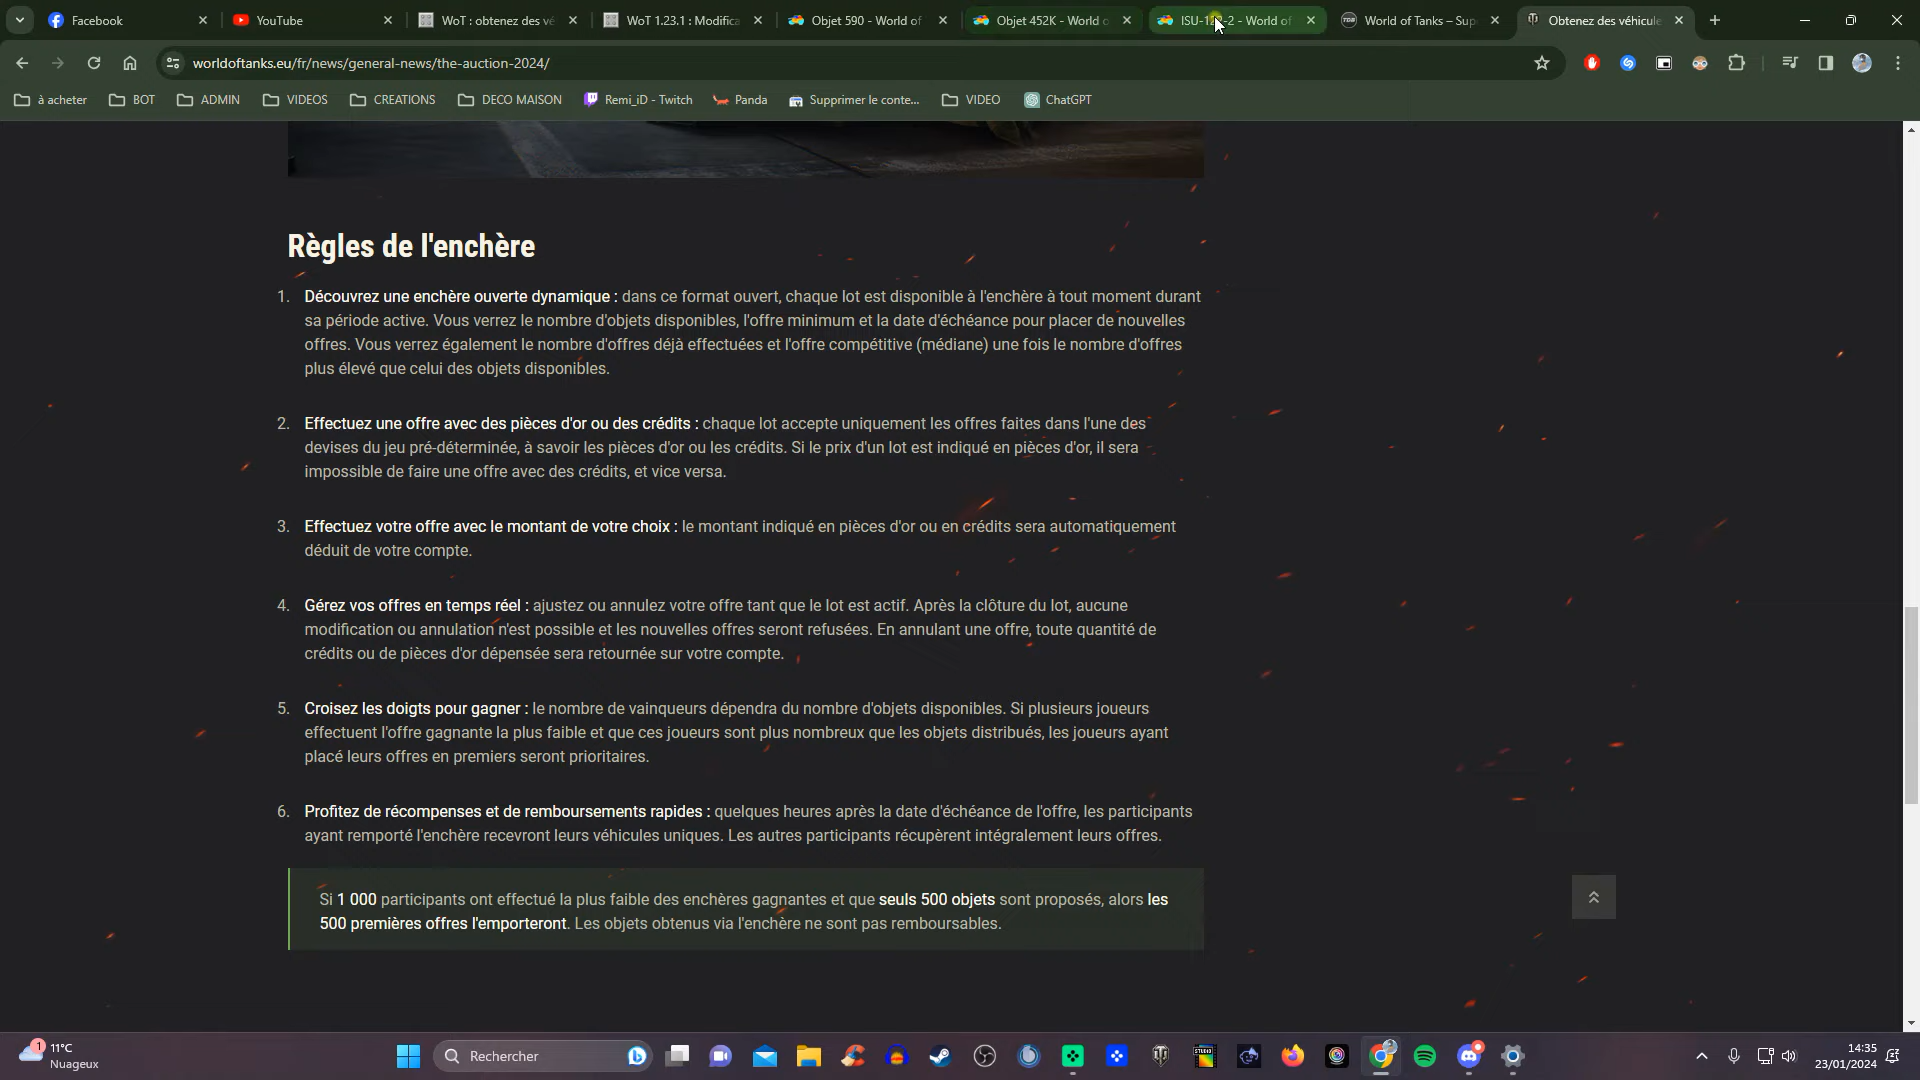 Facebook
YouTube
WoT : obtenez des vé
WoT 1.23.1 : Modifica
Objet 590 - World of
Objet 452K - World o
World of
World of Tanks – Sup
Obtenez des véhicule
worldoftanks.eu/fr/news/general-news/the-auction-2024/
à acheter
BOT
ADMIN
VIDEOS
CREATIONS
DECO MAISON
Remi_iD - Twitch
Panda
Supprimer le conte...
VIDEO
ChatGPT
Règles de l'enchère
1. Découvrez une enchère ouverte dynamique : dans ce format ouvert, chaque lot est disponible à l'enchère à tout moment durant
sa période active. Vous verrez le nombre d'objets disponibles, l'offre minimum et la date d'échéance pour placer de nouvelles
offres. Vous verrez également le nombre d'offres déjà effectuées et l'offre compétitive (médiane) une fois le nombre d'offres
plus élevé que celui des objets disponibles.
2. Effectuez une offre avec des pièces d'or ou des crédits : chaque lot accepte uniquement les offres faites dans l'une des
devises du jeu pré-déterminée, à savoir les pièces d'or ou les crédits. Si le prix d'un lot est indiqué en pièces d'or, il sera
impossible de faire une offre avec des crédits, et vice versa.
3. Effectuez votre offre avec le montant de votre choix : le montant indiqué en pièces d'or ou en crédits sera automatiquement
déduit de votre compte.
4. Gérez vos offres en temps réel : ajustez ou annulez votre offre tant que le lot est actif. Après la clôture du lot, aucune
modification ou annulation n'est possible et les nouvelles offres seront refusées. En annulant une offre, toute quantité de
crédits ou de pièces d'or dépensée sera retournée sur votre compte.
5. Croisez les doigts pour gagner : le nombre de vainqueurs dépendra du nombre d'objets disponibles. Si plusieurs joueurs
effectuent l'offre gagnante la plus faible et que ces joueurs sont plus nombreux que les objets distribués, les joueurs ayant
placé leurs offres en premiers seront prioritaires.
6. Profitez de récompenses et de remboursements rapides : quelques heures après la date d'échéance de l'offre, les participants
ayant remporté l'enchère recevront leurs véhicules uniques. Les autres participants récupèrent intégralement leurs offres.
Si 1 000 participants ont effectué la plus faible des enchères gagnantes et que seuls 500 objets sont proposés, alors les
500 premières offres l'emporteront. Les objets obtenus via l'enchère ne sont pas remboursables.
1
11°C
Nuageux
Rechercher
STUDIO
14:35
23/01/2024